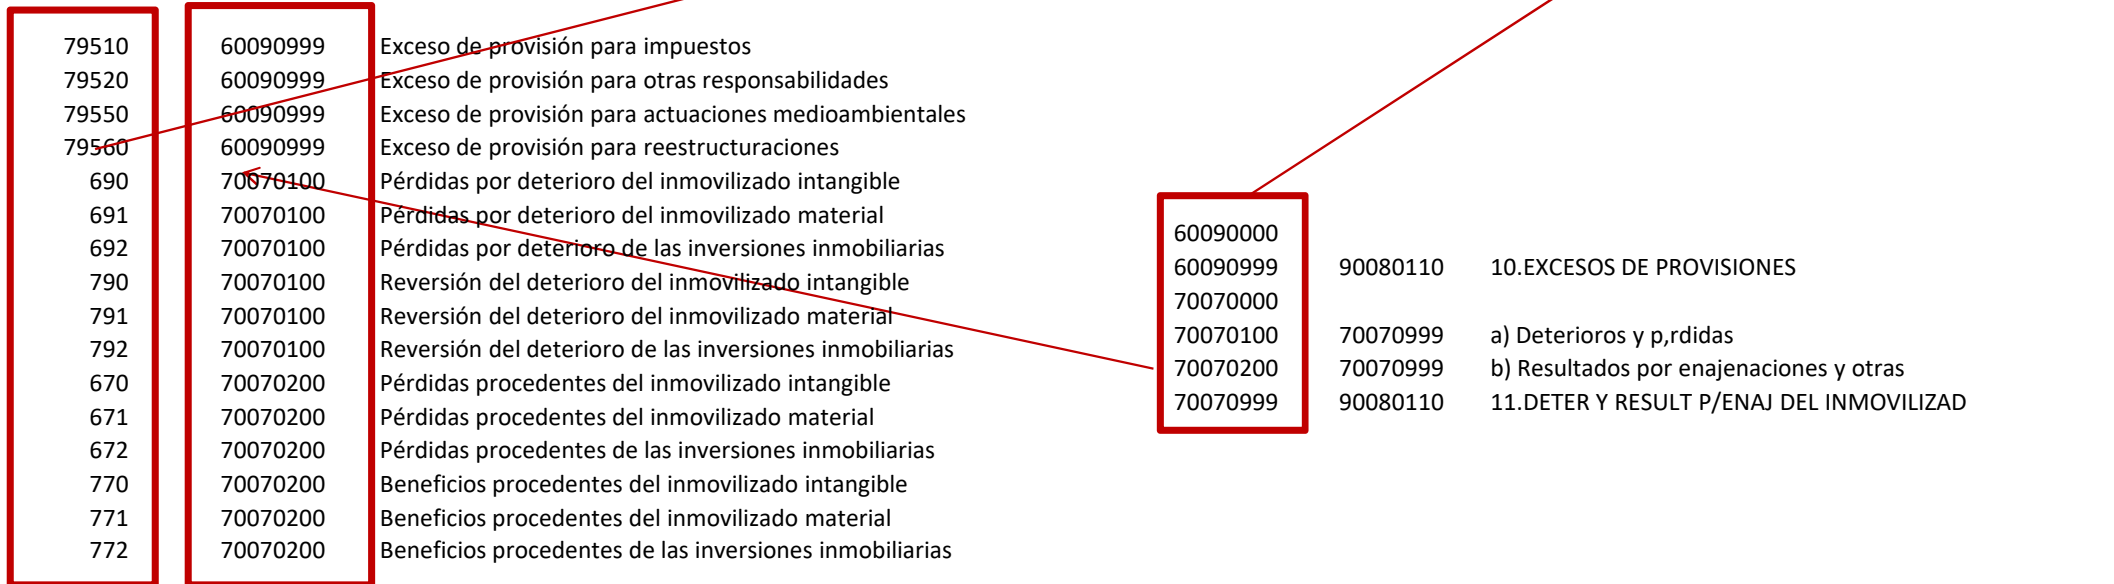 79510 60090999 Exceso de provisión para impuestos
79520 60090999 Exceso de provisión para otras responsabilidades
79550 60090999 Exceso de provisión para actuaciones medioambientales
79560 60090999 Exceso de provisión para reestructuraciones
690 70070100 Pérdidas por deterioro del inmovilizado intangible
691 70070100 Pérdidas por deterioro del inmovilizado material
692 70070100 Pérdidas por deterioro de las inversiones inmobiliarias
790 70070100 Reversión del deterioro del inmovilizado intangible
791 70070100 Reversión del deterioro del inmovilizado material
792 70070100 Reversión del deterioro de las inversiones inmobiliarias
670 70070200 Pérdidas procedentes del inmovilizado intangible
671 70070200 Pérdidas procedentes del inmovilizado material
672 70070200 Pérdidas procedentes de las inversiones inmobiliarias
770 70070200 Beneficios procedentes del inmovilizado intangible
771 70070200 Beneficios procedentes del inmovilizado material
772 70070200 Beneficios procedentes de las inversiones inmobiliarias
60090000
60090999 90080110 10.EXCESOS DE PROVISIONES
70070000
70070100 70070999 a) Deterioros y p,rdidas
70070200 70070999 b) Resultados por enajenaciones y otras
70070999 90080110 11.DETER Y RESULT P/ENAJ DEL INMOVILIZAD